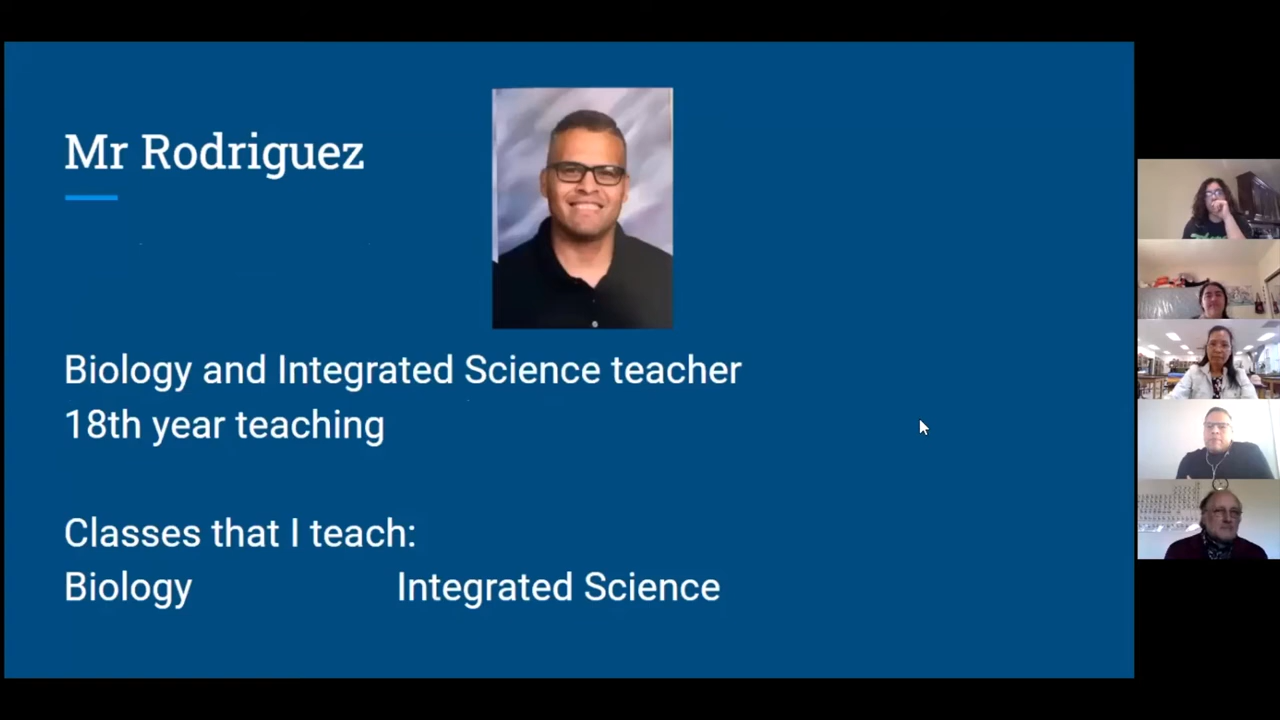 Mr Rodriguez
Biology and Integrated Science teacher
18th year teaching
Classes that I teach:
Biology Integrated Science